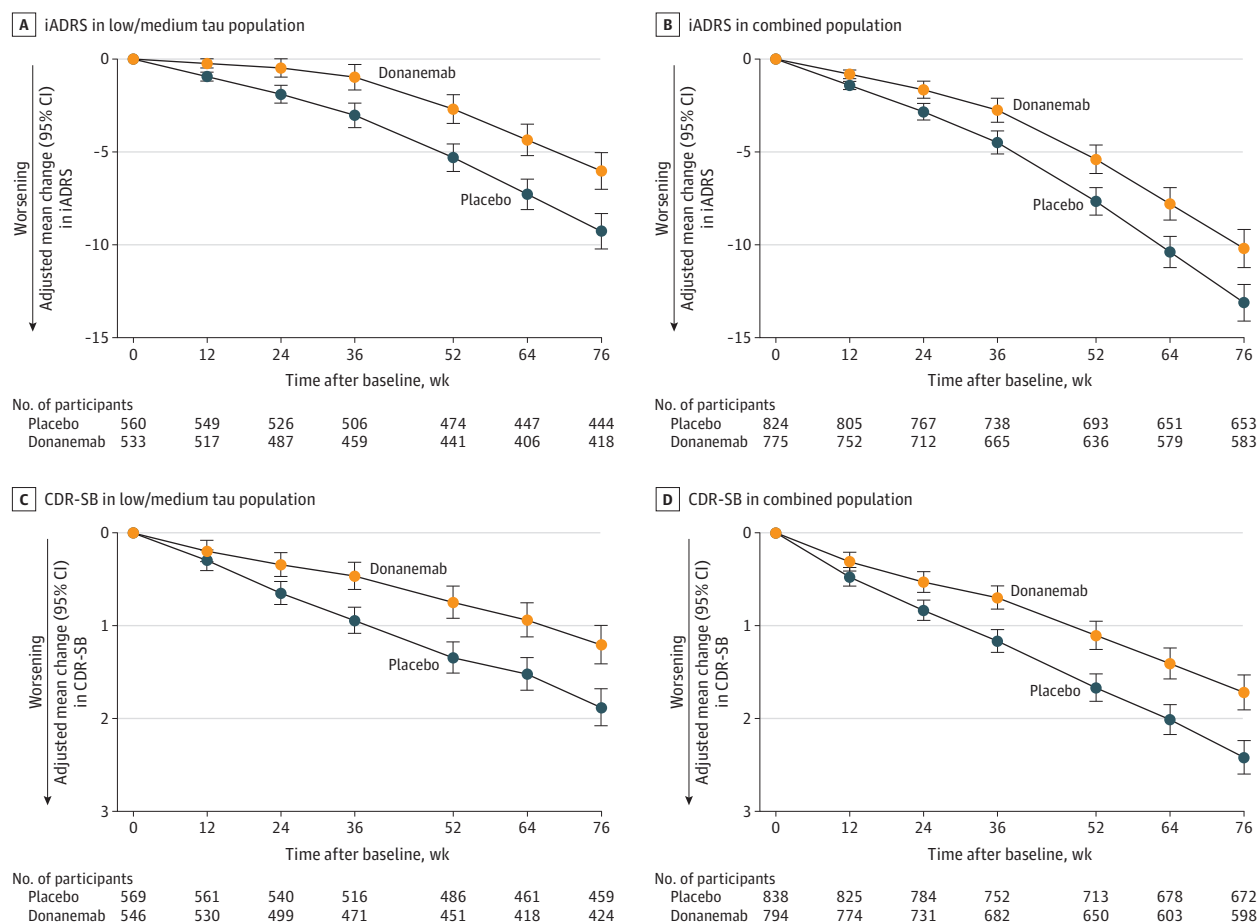 A iADRS in low/medium tau population
0
-5
-10
-15
Worsening
Adjusted mean change (95% CI)
in iADRS
Donanemab
Placebo
0 12 24 36 52 64 76
Time after baseline, wk
No. of participants
Placebo 560 549 526 506 474 447 444
Donanemab 533 517 487 459 441 406 418
B iADRS in combined population
0
-5
-10
-15
Worsening
Adjusted mean change (95% CI)
in iADRS
Donanemab
Placebo
0 12 24 36 52 64 76
Time after baseline, wk
No. of participants
Placebo 824 805 767 738 693 651 653
Donanemab 775 752 712 665 636 579 583
C CDR-SB in low/medium tau population
0
1
2
3
Worsening
Adjusted mean change (95% CI)
in CDR-SB
Donanemab
Placebo
0 12 24 36 52 64 76
Time after baseline, wk
No. of participants
Placebo 569 561 540 516 486 461 459
Donanemab 546 530 499 471 451 418 424
D CDR-SB in combined population
0
1
2
3
Worsening
Adjusted mean change (95% CI)
in CDR-SB
Donanemab
Placebo
0 12 24 36 52 64 76
Time after baseline, wk
No. of participants
Placebo 838 825 784 752 713 678 672
Donanemab 794 774 731 682 650 603 598